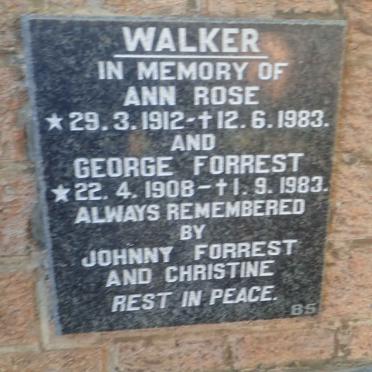 WALKER
IN MEMORY OF
ANN ROSE
★29.3.1912-†12.6.1983.
AND
GEORGE FORREST
★22.4.1908-†1.9.1983.
ALWAYS REMEMBERED
BY
JOHNNY FORREST
AND CHRISTINE
REST IN PEACE.
BS